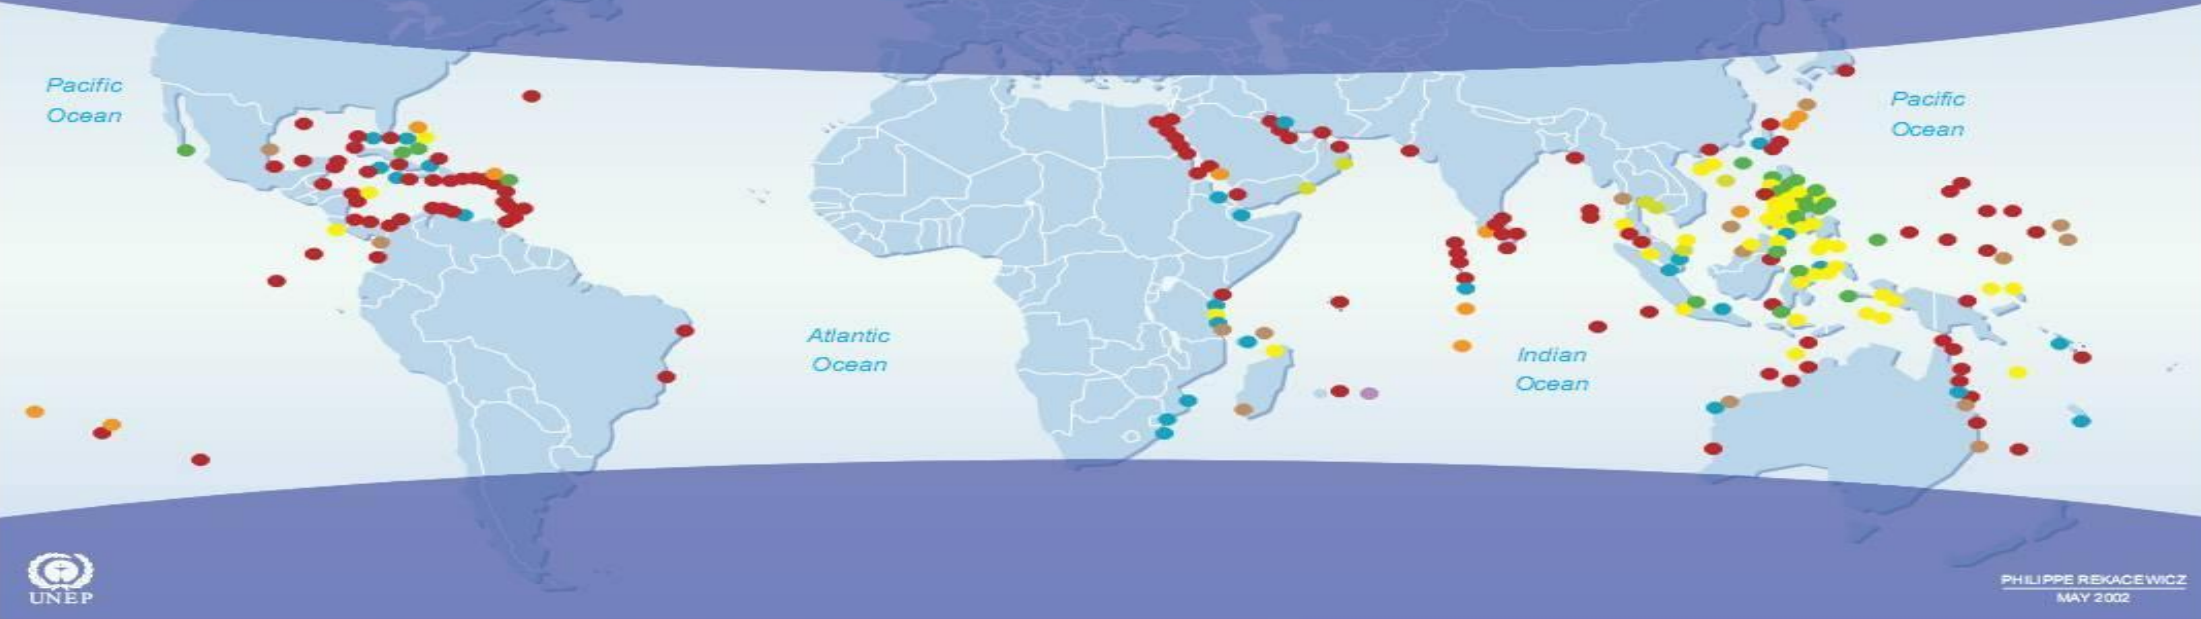 Pacific
Ocean
Pacific
Ocean
Atlantic
Ocean
Indian
Ocean
UNEP
PHILIPPE REKACEWICZ
MAY 2002